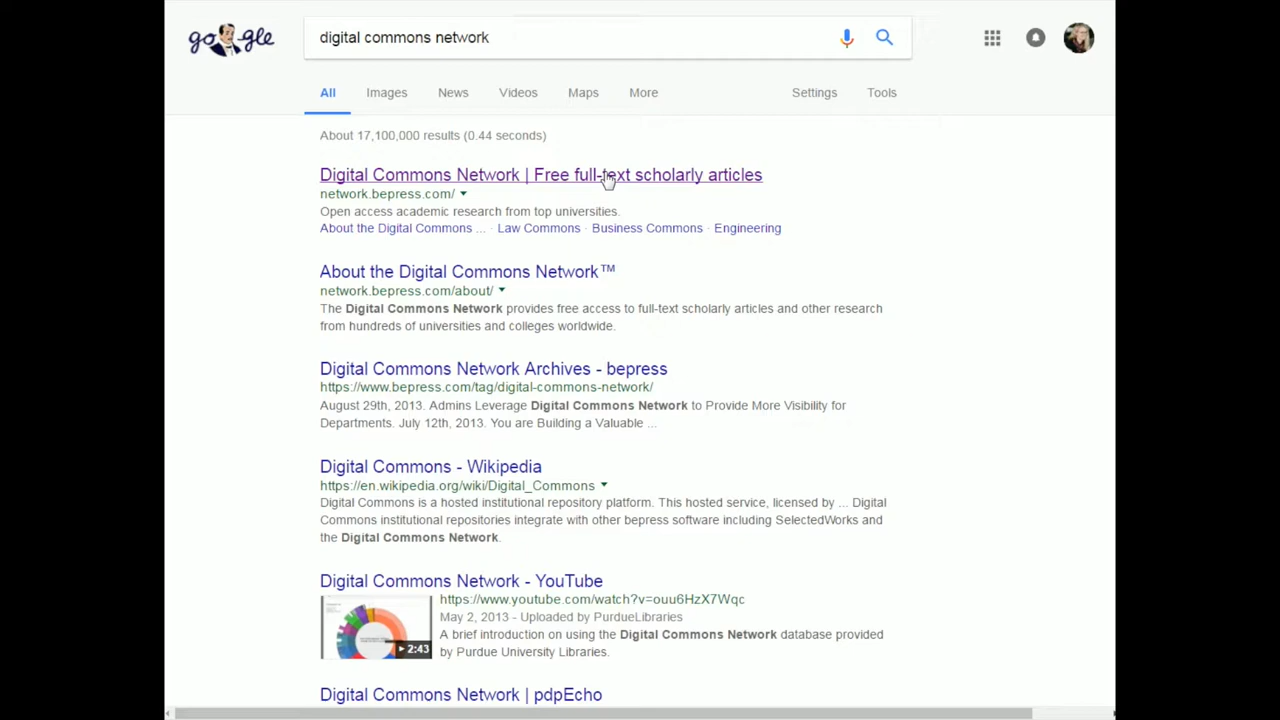 google
digital commons network
All Images News Videos Maps More Settings Tools
About 17,100,000 results (0.44 seconds)
Digital Commons Network | Free full-text scholarly articles
network.bepress.com/
Open access academic research from top universities.
About the Digital Commons ... · Law Commons · Business Commons · Engineering
About the Digital Commons Network™
network.bepress.com/about/
The Digital Commons Network provides free access to full-text scholarly articles and other research
from hundreds of universities and colleges worldwide.
Digital Commons Network Archives - bepress
https://www.bepress.com/tag/digital-commons-network/
August 29th, 2013. Admins Leverage Digital Commons Network to Provide More Visibility for
Departments. July 12th, 2013. You are Building a Valuable ...
Digital Commons - Wikipedia
https://en.wikipedia.org/wiki/Digital_Commons
Digital Commons is a hosted institutional repository platform. This hosted service, licensed by ... Digital
Commons institutional repositories integrate with other bepress software including SelectedWorks and
the Digital Commons Network.
Digital Commons Network - YouTube
https://www.youtube.com/watch?v=ouu6HzX7Wqc
May 2, 2013 - Uploaded by PurdueLibraries
A brief introduction on using the Digital Commons Network database provided
by Purdue University Libraries.
2:43
Digital Commons Network | pdpEcho